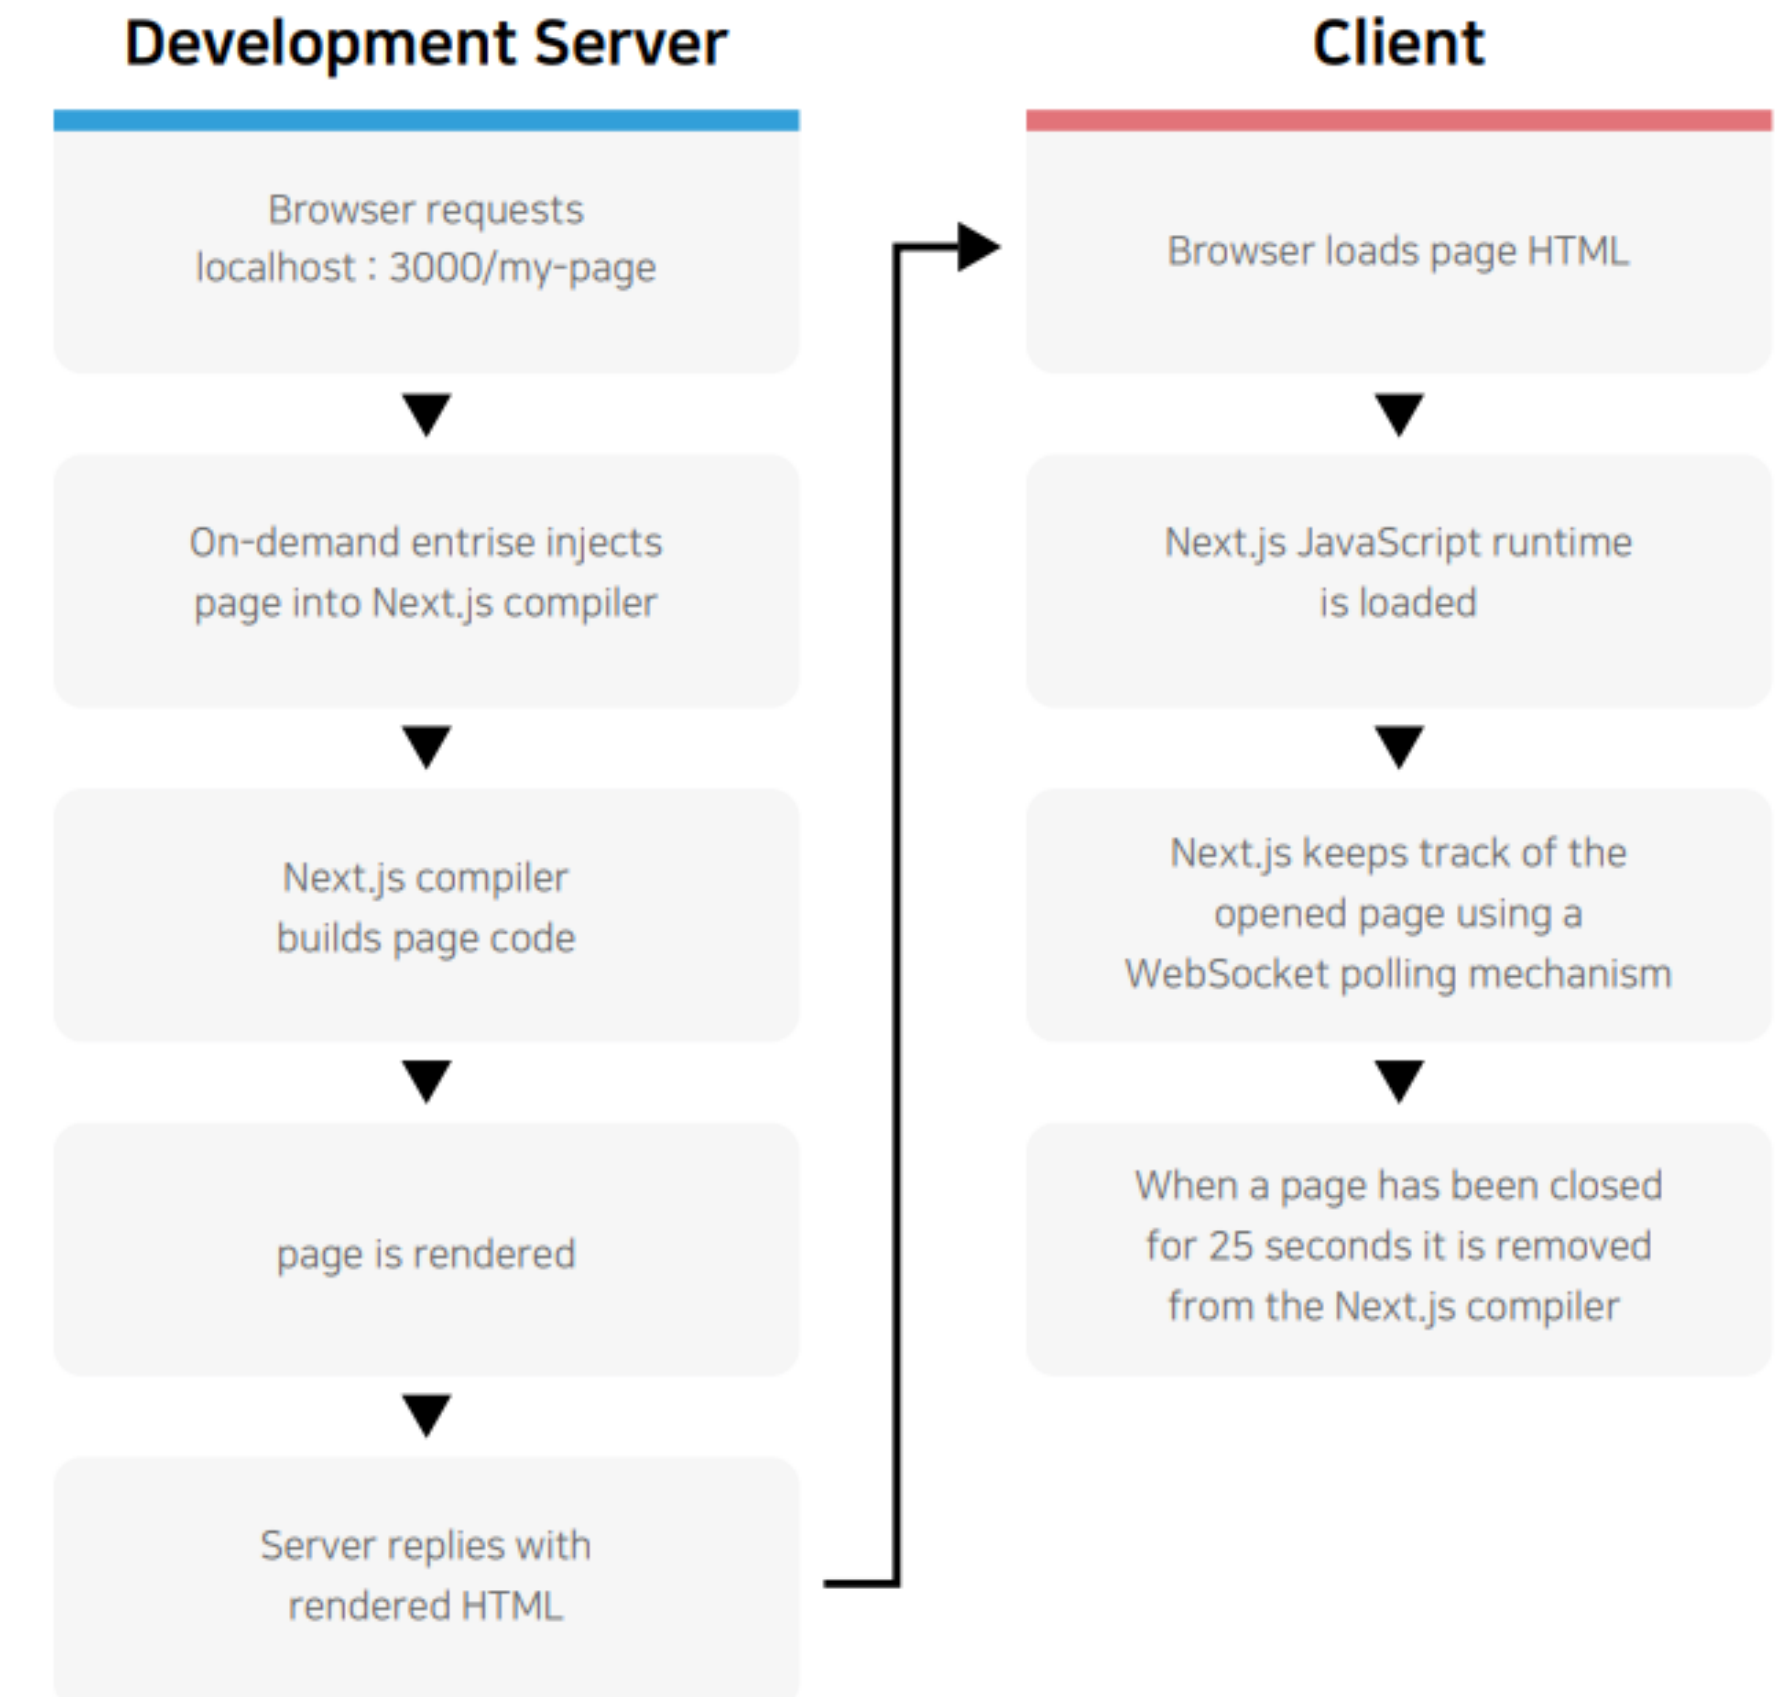 Development Server
Browser requests
localhost : 3000/my-page
On-demand entrise injects
page into Next.js compiler
Next.js compiler
builds page code
page is rendered
Server replies with
rendered HTML
Client
Browser loads page HTML
Next.js JavaScript runtime
is loaded
Next.js keeps track of the
opened page using a
WebSocket polling mechanism
When a page has been closed
for 25 seconds it is removed
from the Next.js compiler